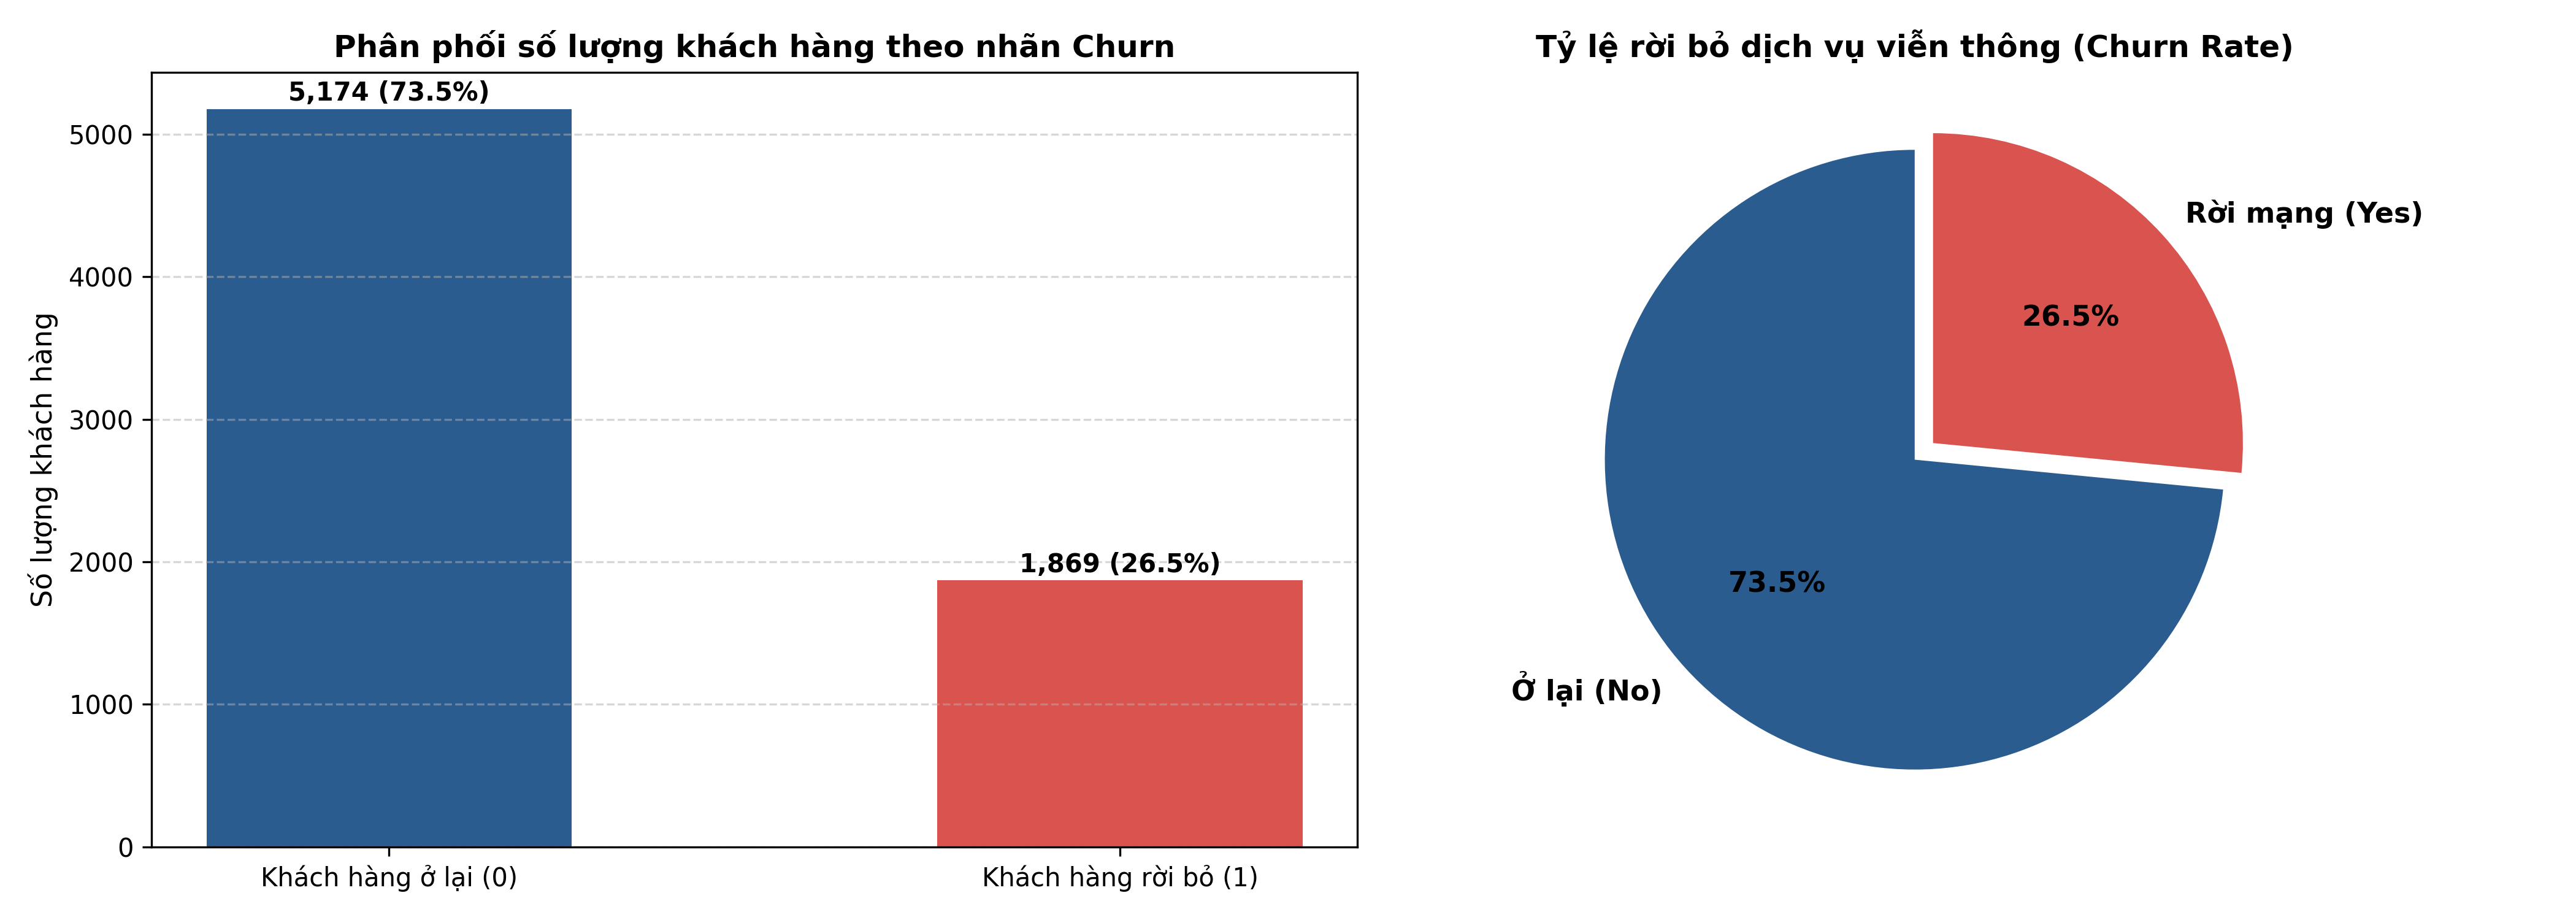 Phân phối số lượng khách hàng theo nhãn Churn
5,174 (73.5%)
1,869 (26.5%)
Số lượng khách hàng
5000
4000
3000
2000
1000
0
Khách hàng ở lại (0)
Khách hàng rời bỏ (1)
Tỷ lệ rời bỏ dịch vụ viễn thông (Churn Rate)
Rời mạng (Yes)
26.5%
73.5%
Ở lại (No)